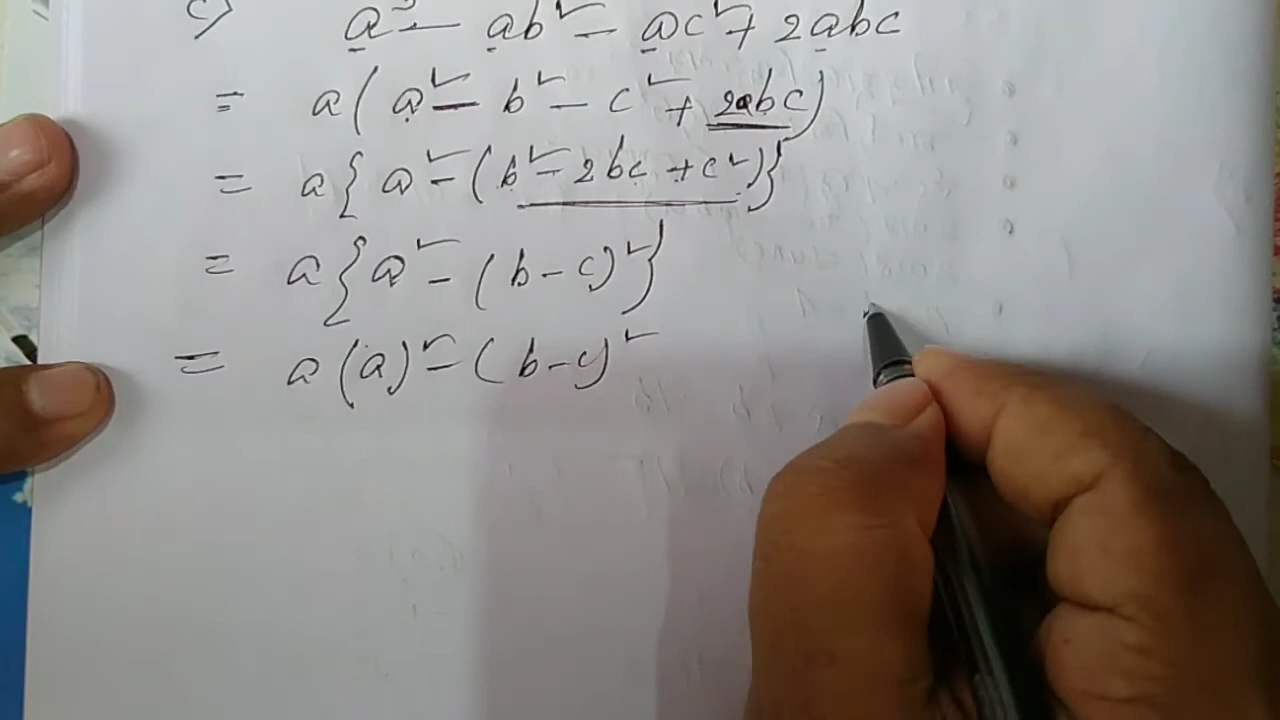 c) a³ - ab² - ac² + 2abc
= a(a² - b² - c² + 2abc)
= a{a² - (b² - 2bc + c²)}
= a{a² - (b - c)²}
= a(a)² - (b - c)²